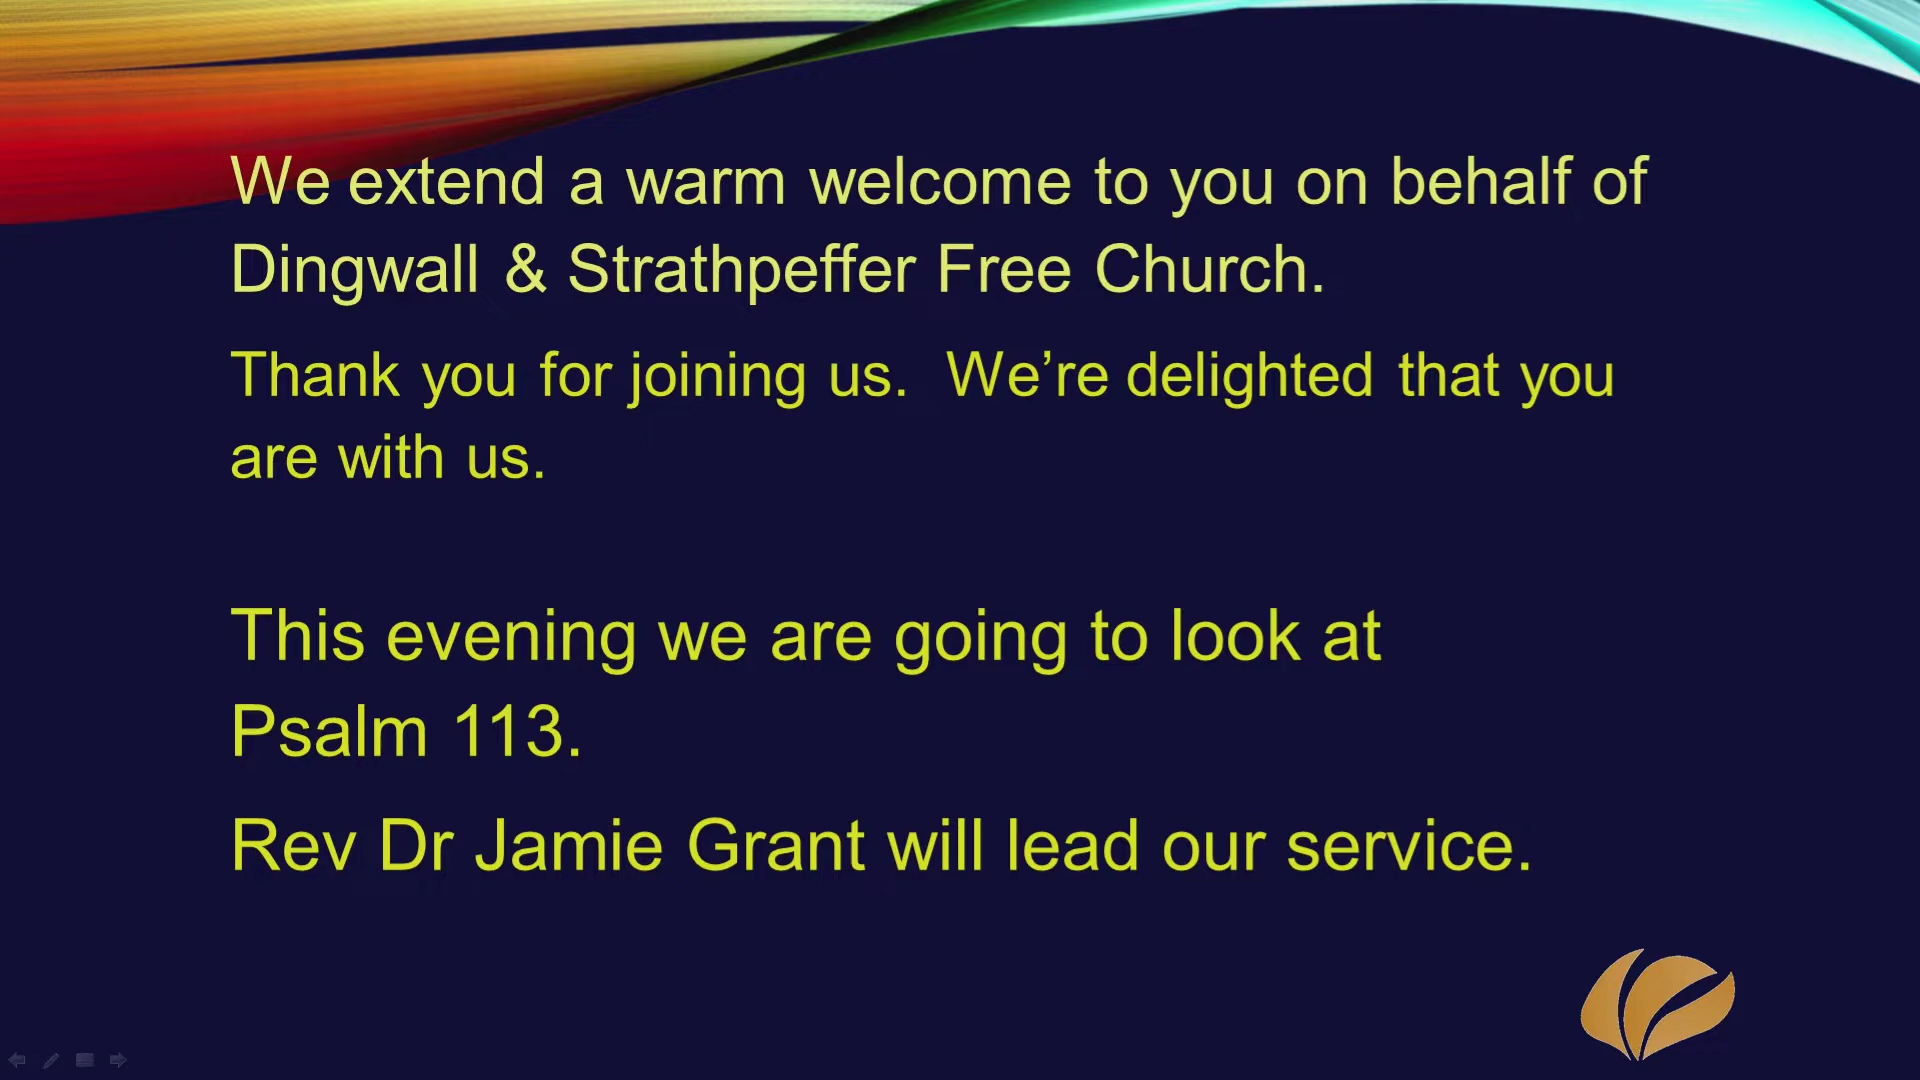 We extend a warm welcome to you on behalf of
Dingwall & Strathpeffer Free Church.
Thank you for joining us.  We’re delighted that you
are with us.
This evening we are going to look at
Psalm 113.
Rev Dr Jamie Grant will lead our service.